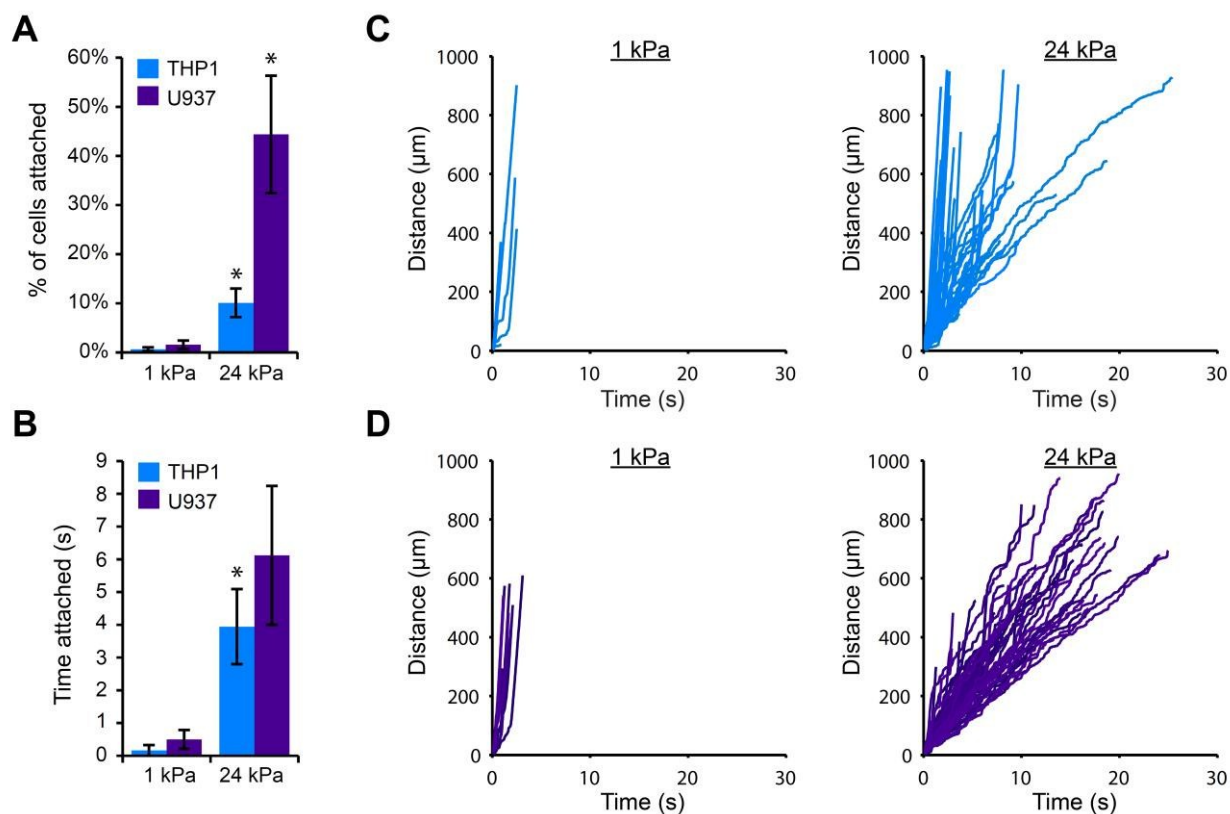 A
60%
50%
40%
30%
20%
10%
0%
% of cells attached
THP1
U937
*
*
1 kPa
24 kPa
B
9
8
7
6
5
4
3
2
1
0
Time attached (s)
THP1
U937
*
1 kPa
24 kPa
C
1 kPa
1000
800
600
400
200
0
Distance (µm)
0
10
20
30
Time (s)
24 kPa
1000
800
600
400
200
0
Distance (µm)
0
10
20
30
Time (s)
D
1 kPa
1000
800
600
400
200
0
Distance (µm)
0
10
20
30
Time (s)
24 kPa
1000
800
600
400
200
0
Distance (µm)
0
10
20
30
Time (s)